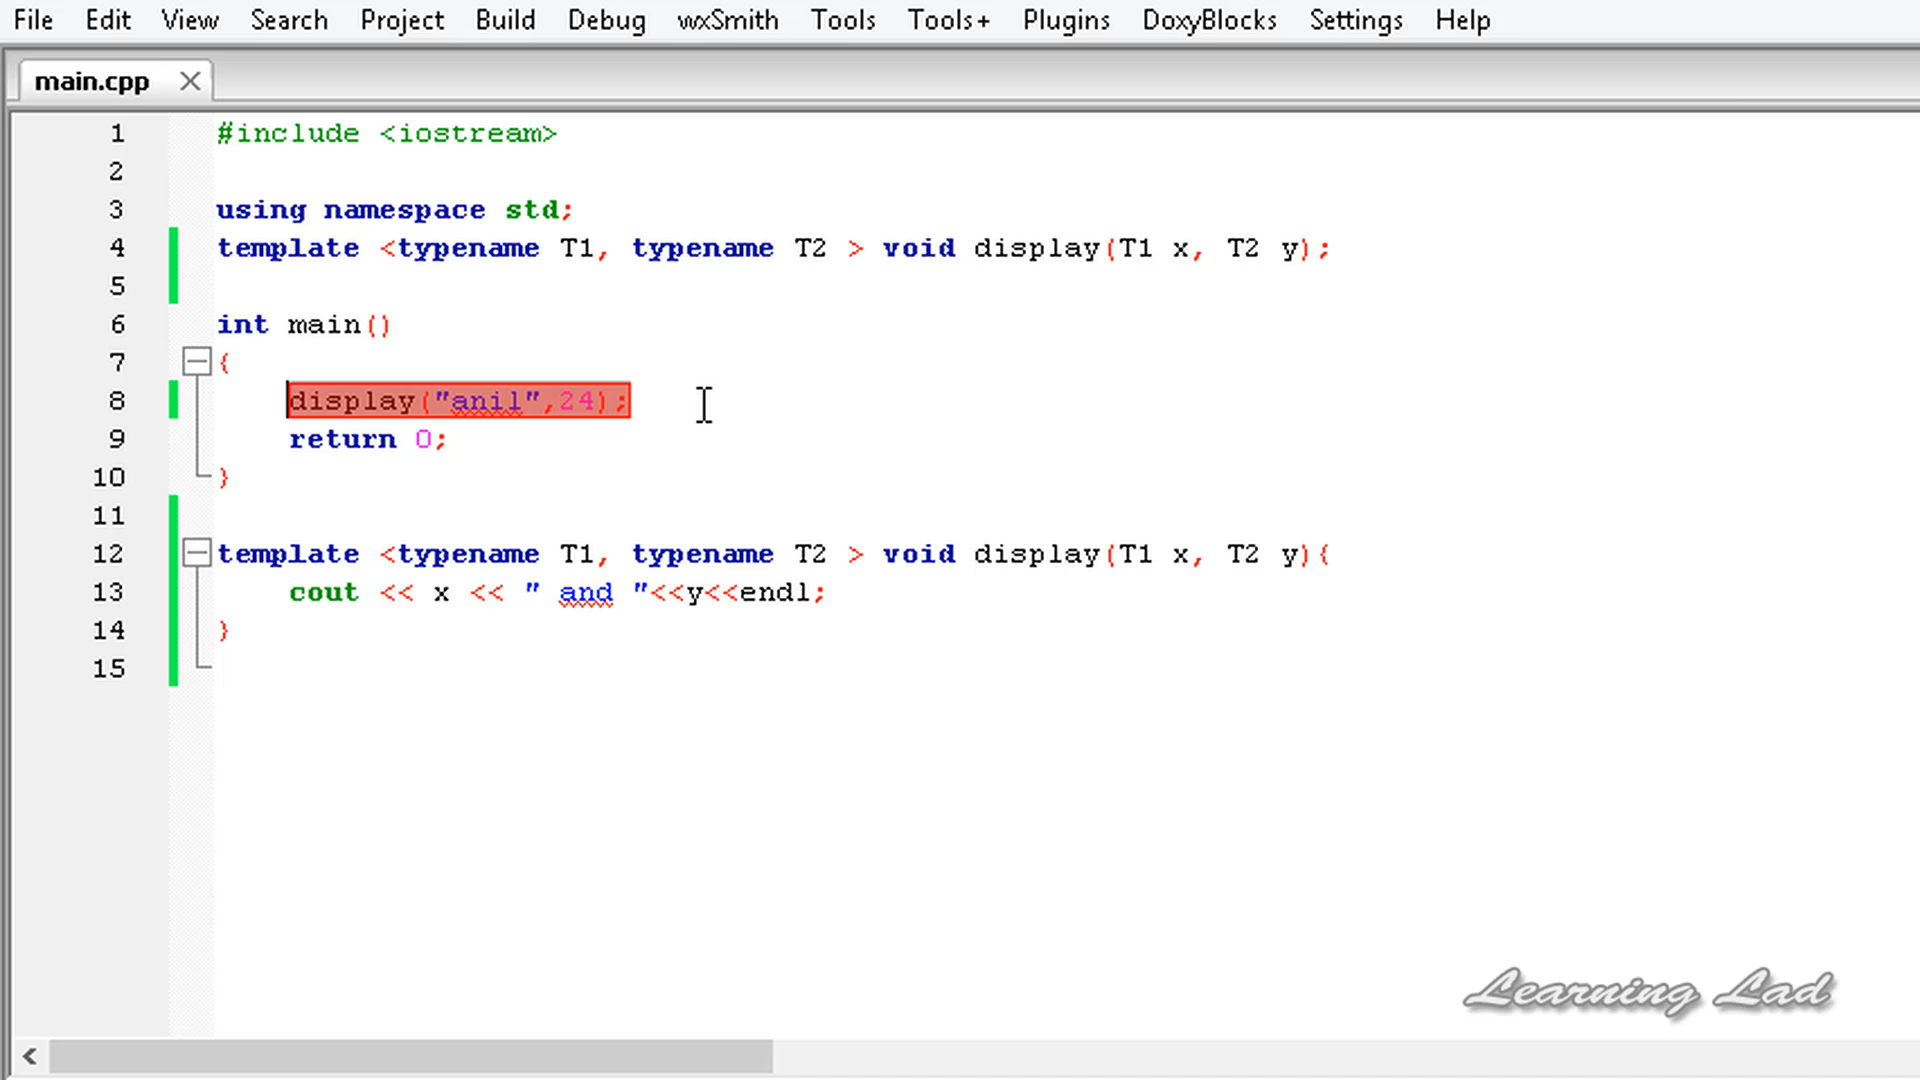 File Edit View Search Project Build Debug wxSmith Tools Tools+ Plugins DoxyBlocks Settings Help
main.cpp
1 #include <iostream>
2
3 using namespace std;
4 template <typename T1, typename T2 > void display(T1 x, T2 y);
5
6 int main()
7 {
8 display("anil",24);
9 return 0;
10 }
11
12 template <typename T1, typename T2 > void display(T1 x, T2 y){
13 cout << x << " and "<<y<<endl;
14 }
15
Learning Lad